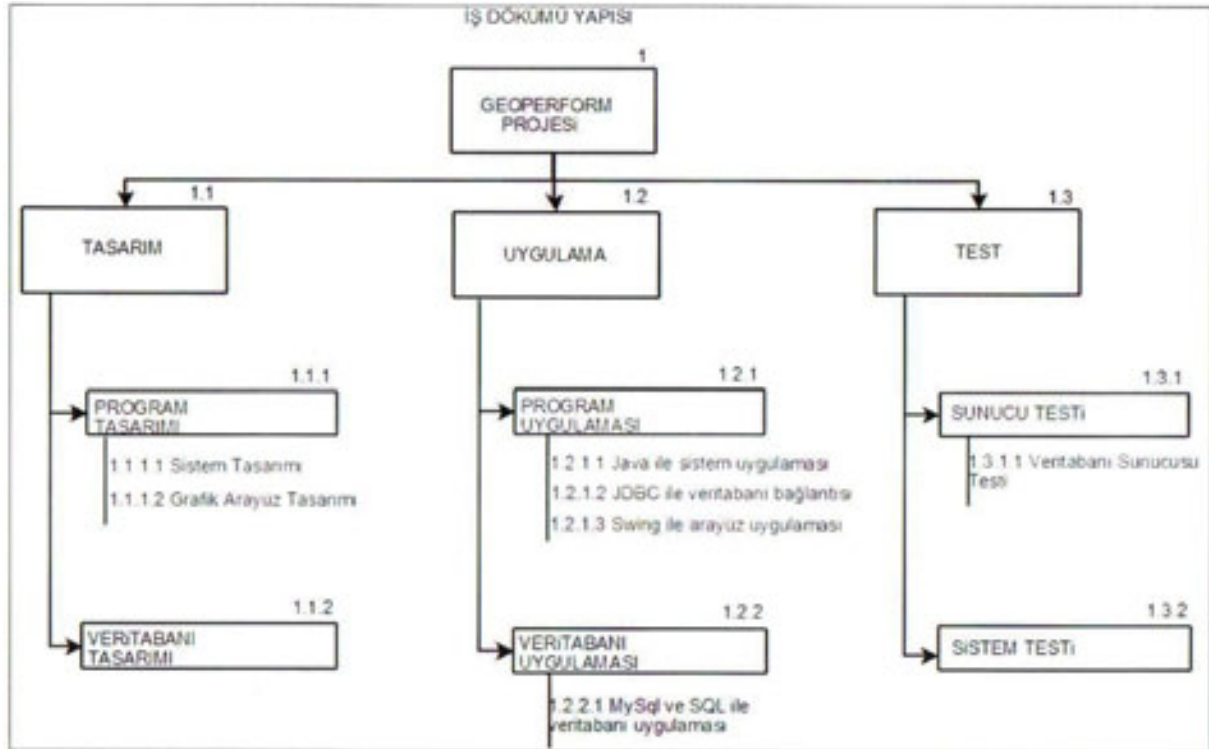 İŞ DÖKÜMÜ YAPISI
1
GEOPERFORM
PROJESİ
1.1
TASARIM
1.1.1
PROGRAM
TASARIMI
1.1.1.1 Sistem Tasarımı
1.1.1.2 Grafik Arayüz Tasarımı
1.1.2
VERİTABANI
TASARIMI
1.2
UYGULAMA
1.2.1
PROGRAM
UYGULAMASI
1.2.1.1 Java ile sistem uygulaması
1.2.1.2 JDBC ile veritabanı bağlantısı
1.2.1.3 Swing ile arayüz uygulaması
1.2.2
VERİTABANI
UYGULAMASI
1.2.2.1 MySql ve SQL ile
veritabanı uygulaması
1.3
TEST
1.3.1
SUNUCU TESTİ
1.3.1.1 Veritabanı Sunucusu
Testi
1.3.2
SİSTEM TESTİ